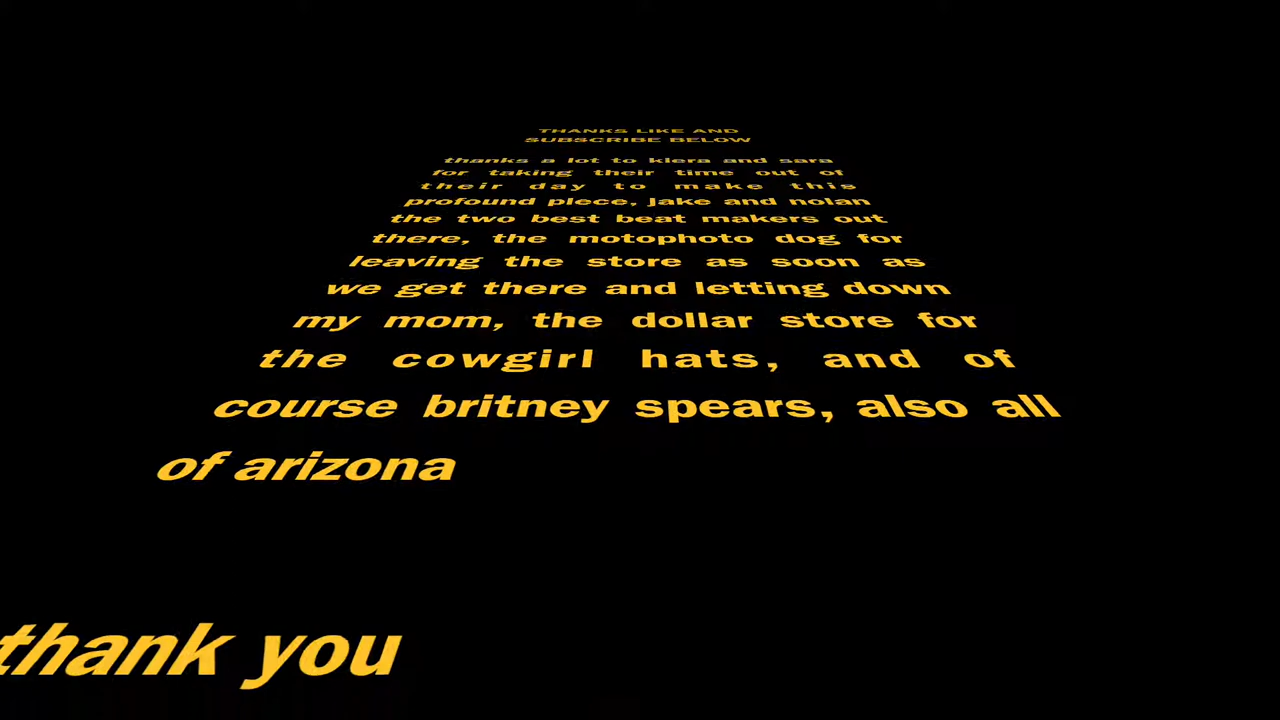 THANKS LIKE AND
SUBSCRIBE BELOW
thanks a lot to kiera and sara
for taking their time out of
their day to make this
profound piece, jake and nolan
the two best beat makers out
there, the motophoto dog for
leaving the store as soon as
we get there and letting down
my mom, the dollar store for
the cowgirl hats, and of
course britney spears, also all
of arizona
thank you